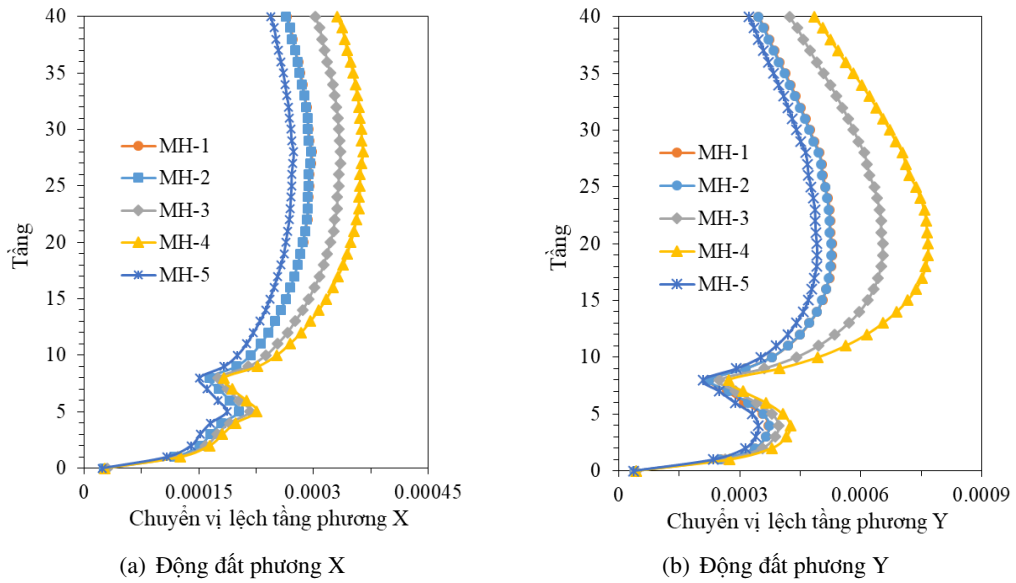 40
35
30
25
20
15
10
5
0
Tầng
MH-1
MH-2
MH-3
MH-4
MH-5
0 0.00015 0.0003 0.00045
Chuyển vị lệch tầng phương X
(a) Động đất phương X
40
35
30
25
20
15
10
5
0
Tầng
MH-1
MH-2
MH-3
MH-4
MH-5
0 0.0003 0.0006 0.0009
Chuyển vị lệch tầng phương Y
(b) Động đất phương Y